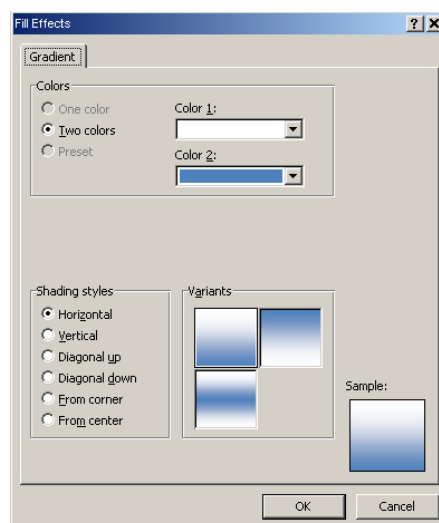 Fill Effects
Gradient
Colors
One color
Two colors
Preset
Color 1:
Color 2:
Shading styles
Horizontal
Vertical
Diagonal up
Diagonal down
From corner
From center
Variants
Sample:
OK
Cancel